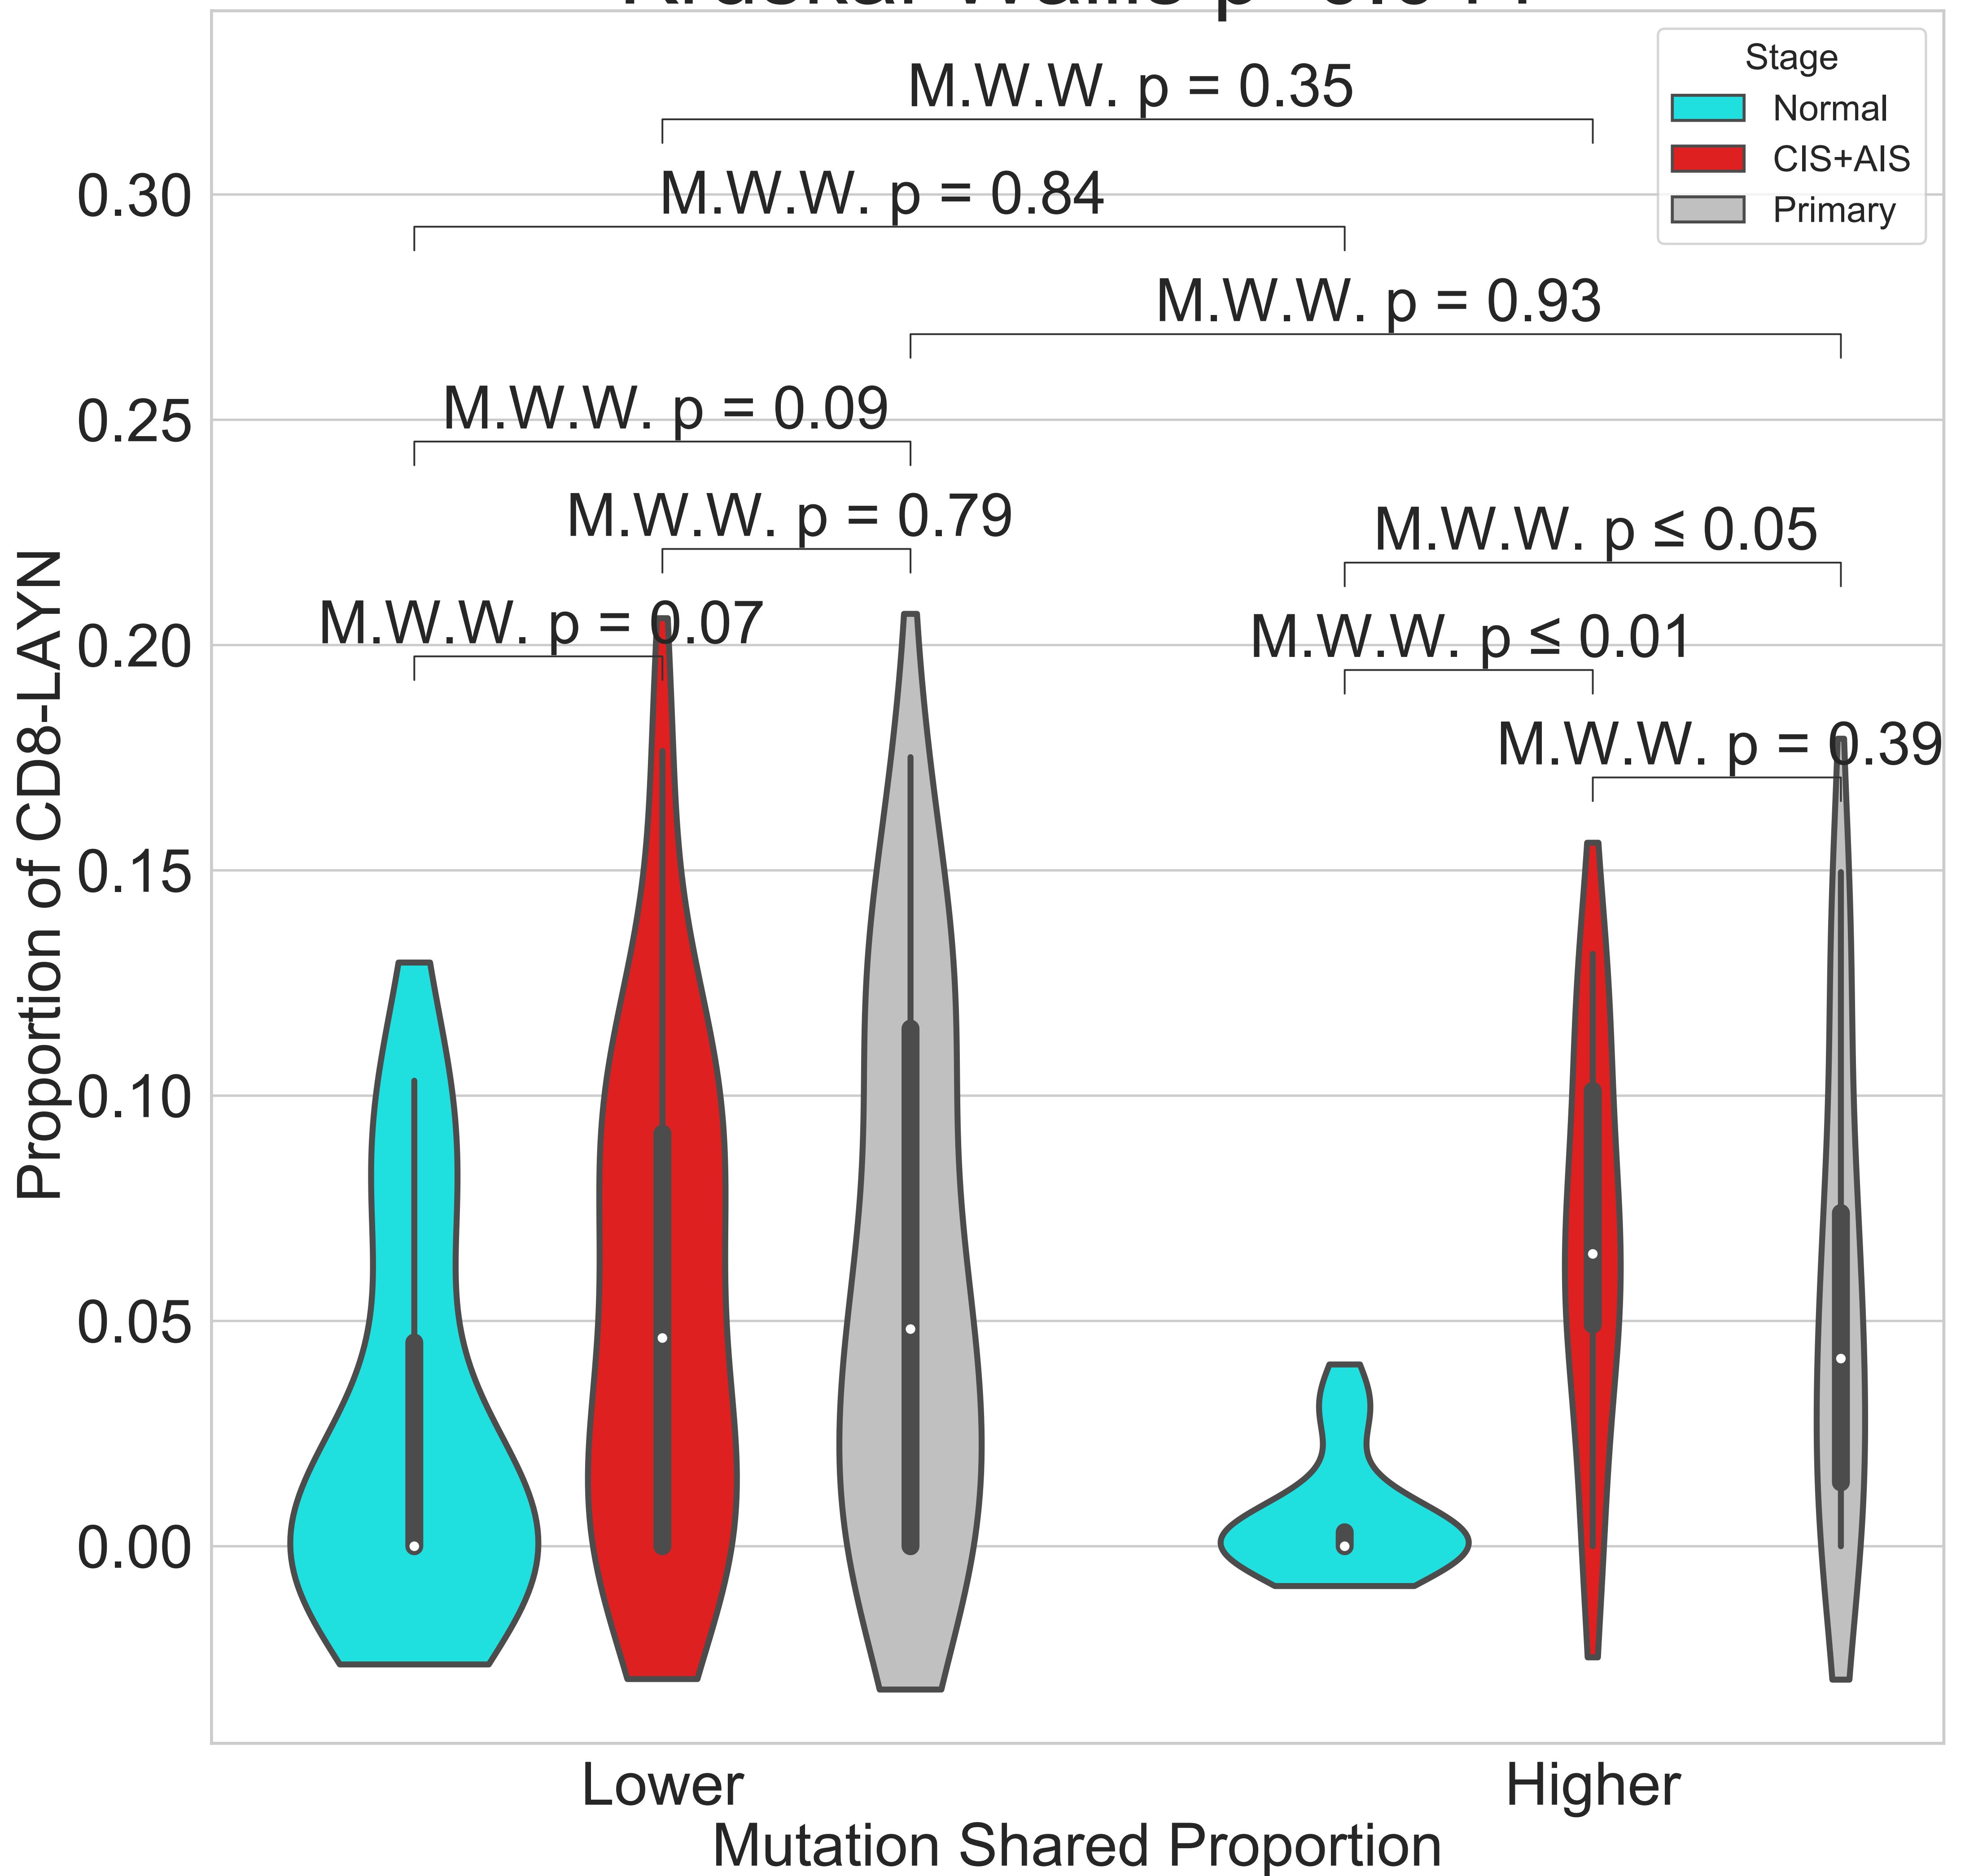 Stage
Normal
CIS+AIS
Primary
M.W.W. p = 0.35
M.W.W. p = 0.84
M.W.W. p = 0.93
M.W.W. p = 0.09
M.W.W. p = 0.79
M.W.W. p ≤ 0.05
M.W.W. p = 0.07
M.W.W. p ≤ 0.01
M.W.W. p = 0.39
Proportion of CD8-LAYN
0.30
0.25
0.20
0.15
0.10
0.05
0.00
Lower
Higher
Mutation Shared Proportion